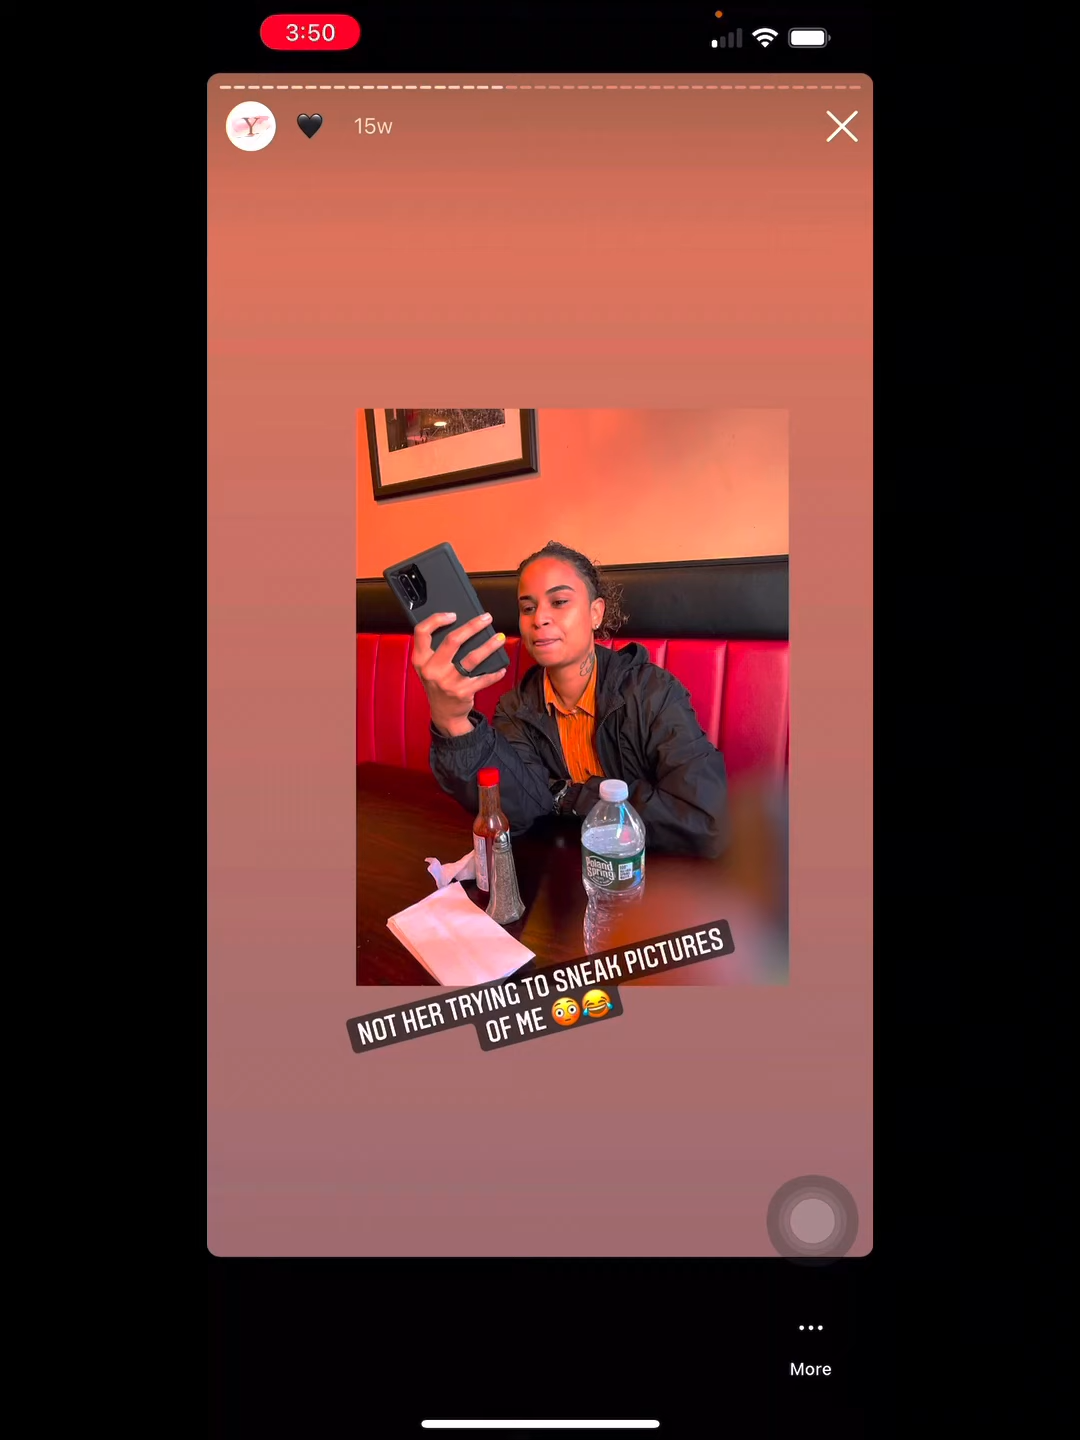 3:50
Y
15w
Poland
Spring
NOT HER TRYING TO SNEAK PICTURES
OF ME 😳😂
More